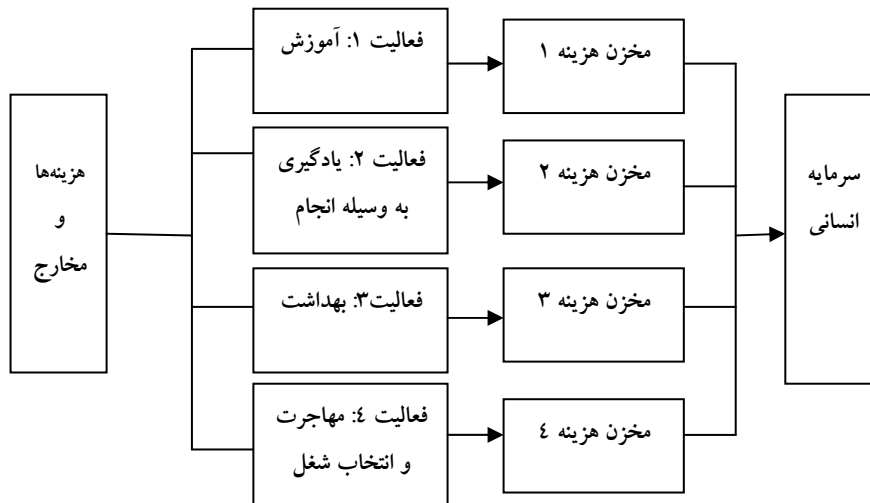 هزینه‌ها
و
مخارج
فعالیت ۱: آموزش
فعالیت ۲: یادگیری
به وسیله انجام
فعالیت۳: بهداشت
فعالیت ٤: مهاجرت
و انتخاب شغل
مخزن هزینه ۱
مخزن هزینه ۲
مخزن هزینه ۳
مخزن هزینه ٤
سرمایه
انسانی